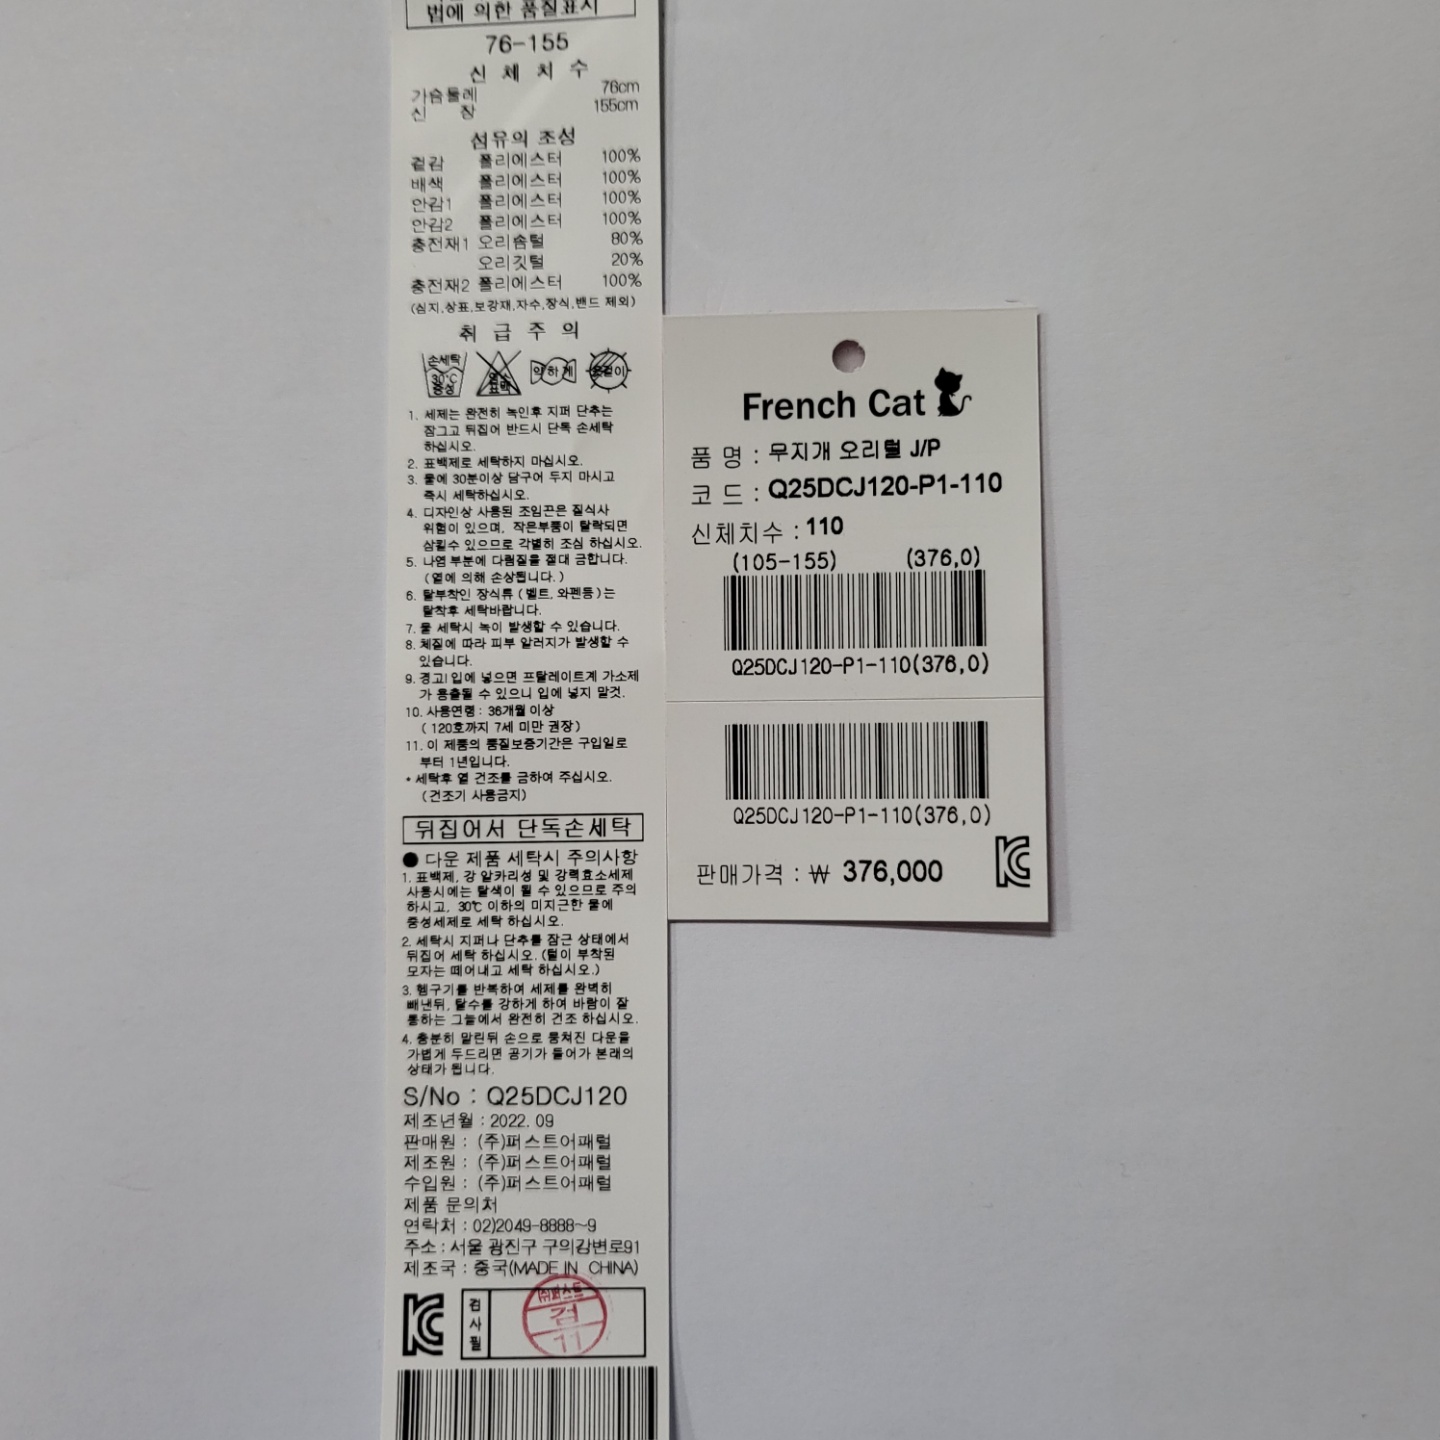 법에 의한 품질표시
76-155
신 체 치 수
가슴둘레 76cm
신 장 155cm
섬유의 조성
겉감 폴리에스터 100%
배색 폴리에스터 100%
안감1 폴리에스터 100%
안감2 폴리에스터 100%
충전재1 오리솜털 80%
오리깃털 20%
충전재2 폴리에스터 100%
(심지,상표,보강재,자수,장식,밴드 제외)
취 급 주 의
손세탁 30℃ 중성 염소 표백 약하게 옷걸이
1. 세제는 완전히 녹인후 지퍼 단추는
잠그고 뒤집어 반드시 단독 손세탁
하십시오.
2. 표백제로 세탁하지 마십시오.
3. 물에 30분이상 담구어 두지 마시고
즉시 세탁하십시오.
4. 디자인상 사용된 조임끈은 질식사
위험이 있으며, 작은부품이 탈락되면
삼킬수 있으므로 각별히 조심 하십시오.
5. 나염 부분에 다림질을 절대 금합니다.
(열에 의해 손상됩니다.)
6. 탈부착인 장식류 (벨트, 와펜등)는
탈착후 세탁바랍니다.
7. 물 세탁시 녹이 발생할 수 있습니다.
8. 체질에 따라 피부 알러지가 발생할 수
있습니다.
9. 경고! 입에 넣으면 프탈레이트계 가소제
가 용출될 수 있으니 입에 넣지 말것.
10. 사용연령 : 36개월 이상
(120호까지 7세 미만 권장)
11. 이 제품의 품질보증기간은 구입일로
부터 1년입니다.
* 세탁후 열 건조를 금하여 주십시오.
(건조기 사용금지)
뒤집어서 단독손세탁
● 다운 제품 세탁시 주의사항
1. 표백제, 강 알카리성 및 강력효소세제
사용시에는 탈색이 될 수 있으므로 주의
하시고, 30℃ 이하의 미지근한 물에
중성세제로 세탁 하십시오.
2. 세탁시 지퍼나 단추를 잠근 상태에서
뒤집어 세탁 하십시오. (털이 부착된
모자는 떼어내고 세탁 하십시오.)
3. 헹구기를 반복하여 세제를 완벽히
빼낸뒤, 탈수를 강하게 하여 바람이 잘
통하는 그늘에서 완전히 건조 하십시오.
4. 충분히 말린뒤 손으로 뭉쳐진 다운을
가볍게 두드리면 공기가 들어가 본래의
상태가 됩니다.
S/No : Q25DCJ120
제조년월 : 2022. 09
판매원 : (주)퍼스트어패럴
제조원 : (주)퍼스트어패럴
수입원 : (주)퍼스트어패럴
제품 문의처
연락처 : 02)2049-8888~9
주소 : 서울 광진구 구의강변로91
제조국 : 중국(MADE IN CHINA)
검사필
㈜퍼스트
검
11
French Cat
품 명 : 무지개 오리털 J/P
코 드 : Q25DCJ120-P1-110
신체치수 : 110
(105-155) (376,0)
Q25DCJ120-P1-110(376,0)
Q25DCJ120-P1-110(376,0)
판매가격 : ₩ 376,000